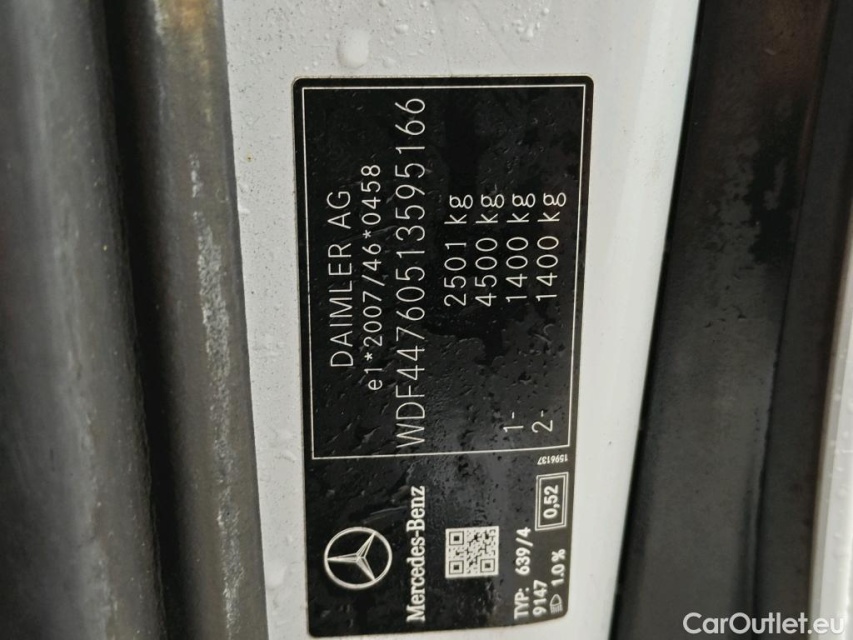 DAIMLER AG
e1*2007/46*0458
WDF44760513595166
2501 kg
4500 kg
1- 1400 kg
2- 1400 kg
Mercedes-Benz
TYP: 639/4
9147
1.0 %
0,52
1596137
CarOutlet.eu